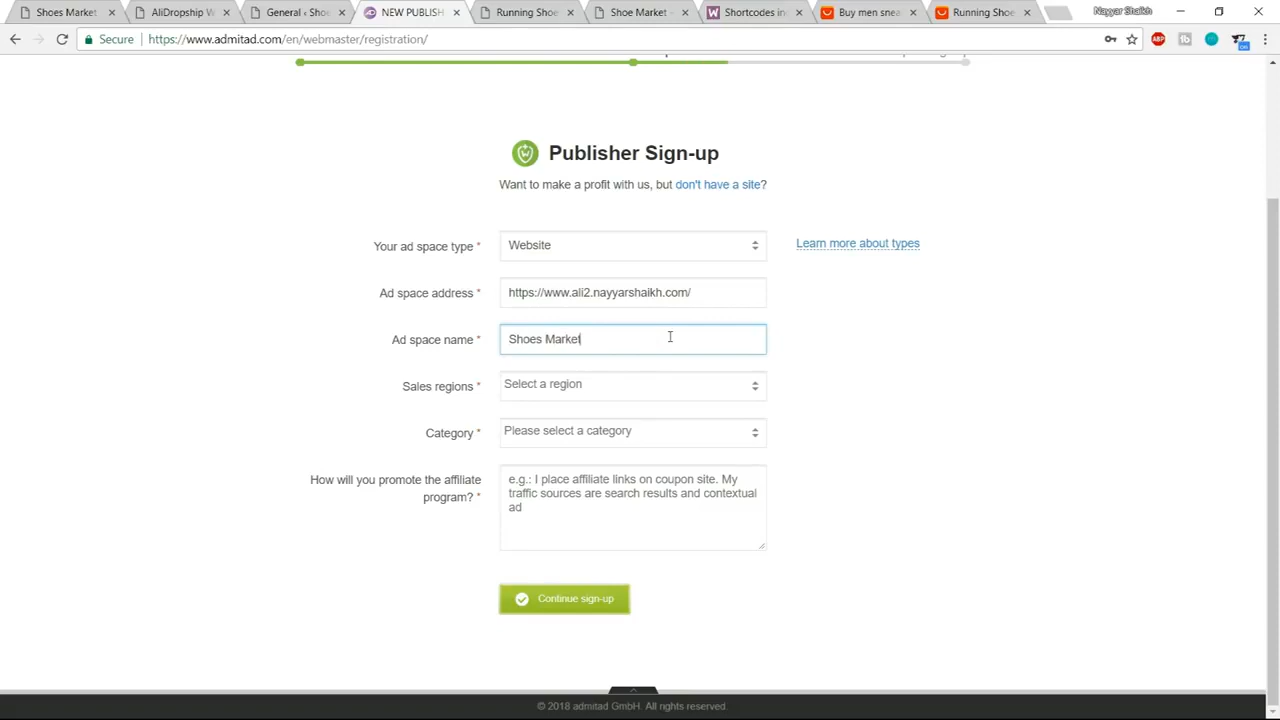 Shoes Market
AliDropship W
General ‹ Shoe
NEW PUBLISH
Running Shoe
Shoe Market –
Shortcodes in
Buy men snea
Running Shoe
Nayyar Shaikh
Secure
https://www.admitad.com/en/webmaster/registration/
Publisher Sign-up
Want to make a profit with us, but don't have a site?
Your ad space type *
Website
Learn more about types
Ad space address *
https://www.ali2.nayyarshaikh.com/
Ad space name *
Shoes Market
Sales regions *
Select a region
Category *
Please select a category
How will you promote the affiliate
program? *
e.g.: I place affiliate links on coupon site. My
traffic sources are search results and contextual
ad
Continue sign-up
© 2018 admitad GmbH. All rights reserved.